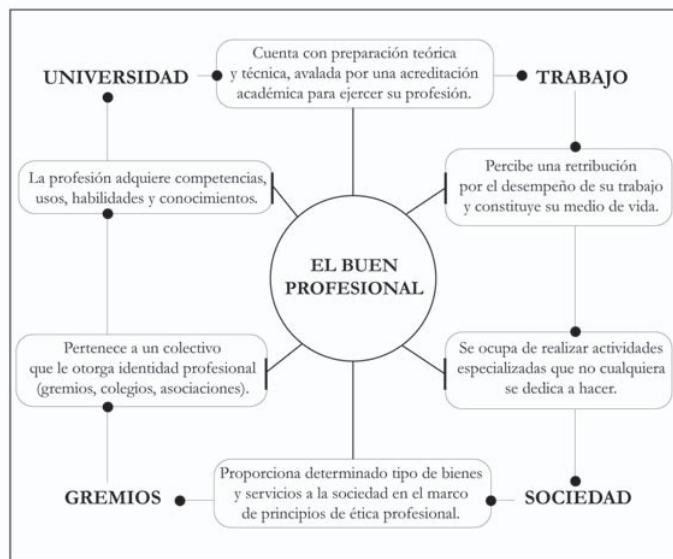 Cuenta con preparación teórica
y técnica, avalada por una acreditación
académica para ejercer su profesión.
UNIVERSIDAD
TRABAJO
La profesión adquiere competencias,
usos, habilidades y conocimientos.
Percibe una retribución
por el desempeño de su trabajo
y constituye su medio de vida.
EL BUEN
PROFESIONAL
Pertenece a un colectivo
que le otorga identidad profesional
(gremios, colegios, asociaciones).
Se ocupa de realizar actividades
especializadas que no cualquiera
se dedica a hacer.
GREMIOS
Proporciona determinado tipo de bienes
y servicios a la sociedad en el marco
de principios de ética profesional.
SOCIEDAD